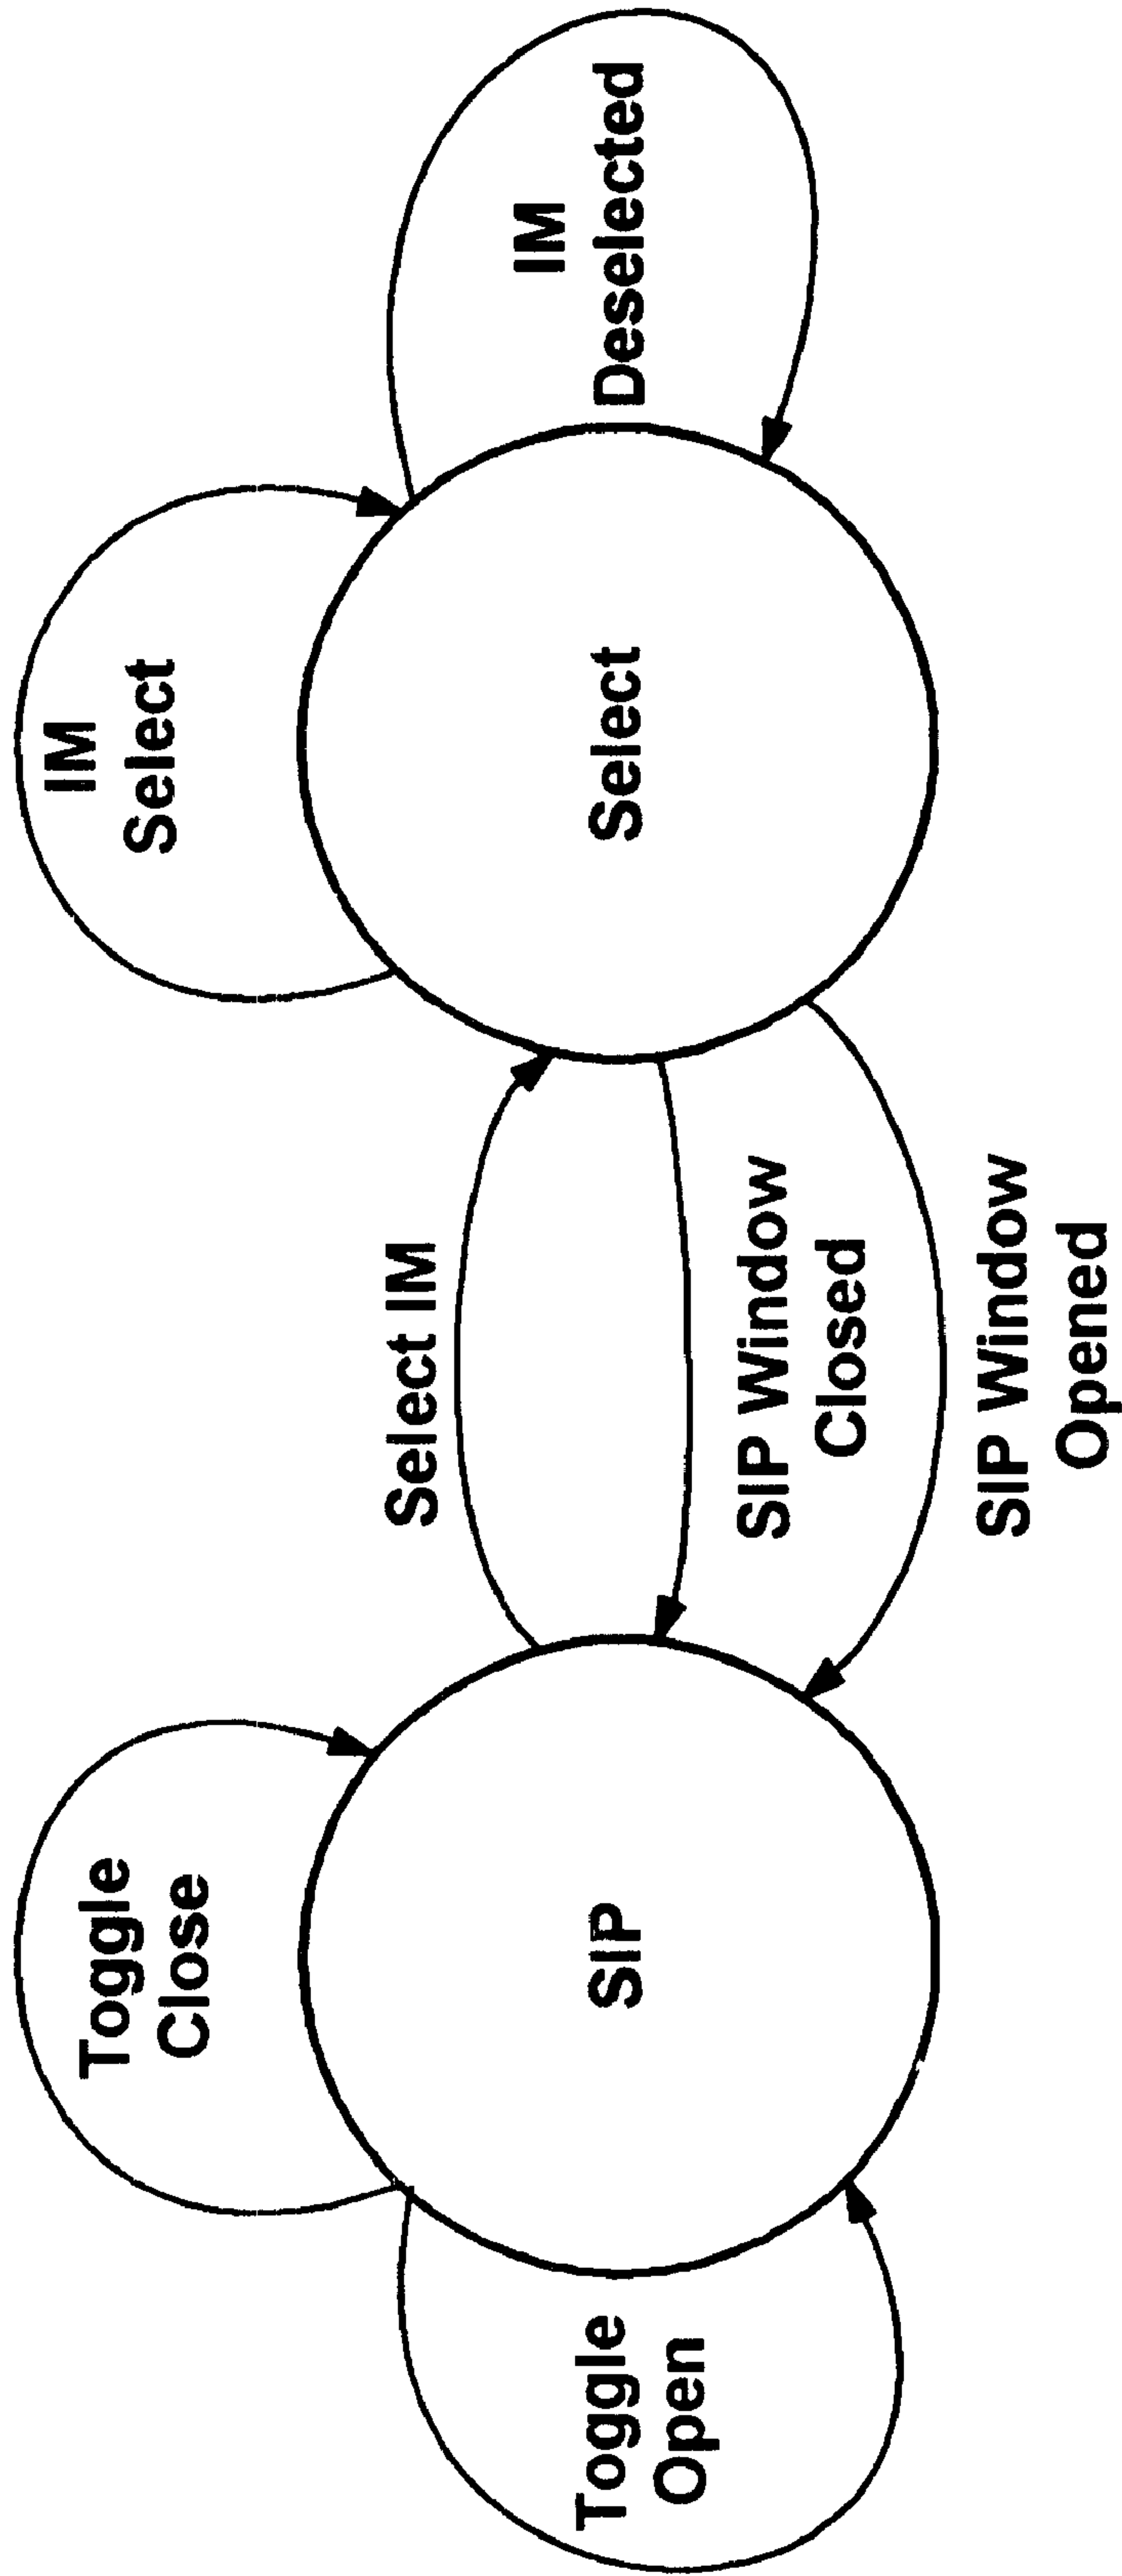 Toggle
Close
IM
Select
Select IM
Toggle
Open
SIP
Select
IM
Deselected
SIP Window
Closed
SIP Window
Opened